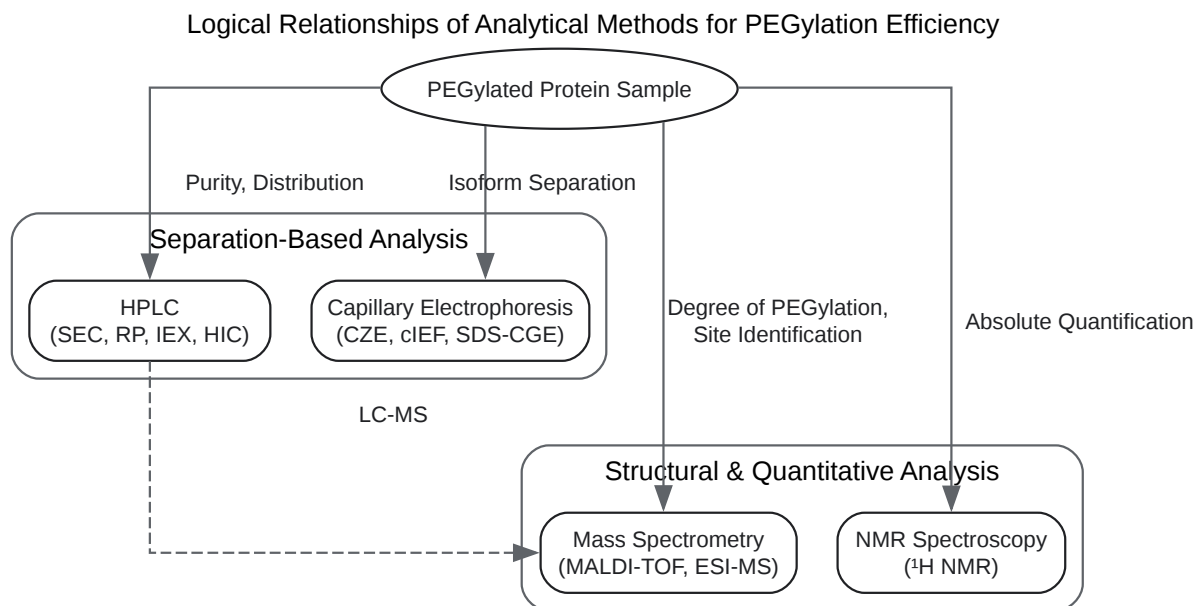 Logical Relationships of Analytical Methods for PEGylation Efficiency
PEGylated Protein Sample
Purity, Distribution
Isoform Separation
Separation-Based Analysis
HPLC
(SEC, RP, IEX, HIC)
Capillary Electrophoresis
(CZE, cIEF, SDS-CGE)
Degree of PEGylation,
Site Identification
Absolute Quantification
LC-MS
Structural & Quantitative Analysis
Mass Spectrometry
(MALDI-TOF, ESI-MS)
NMR Spectroscopy
(¹H NMR)